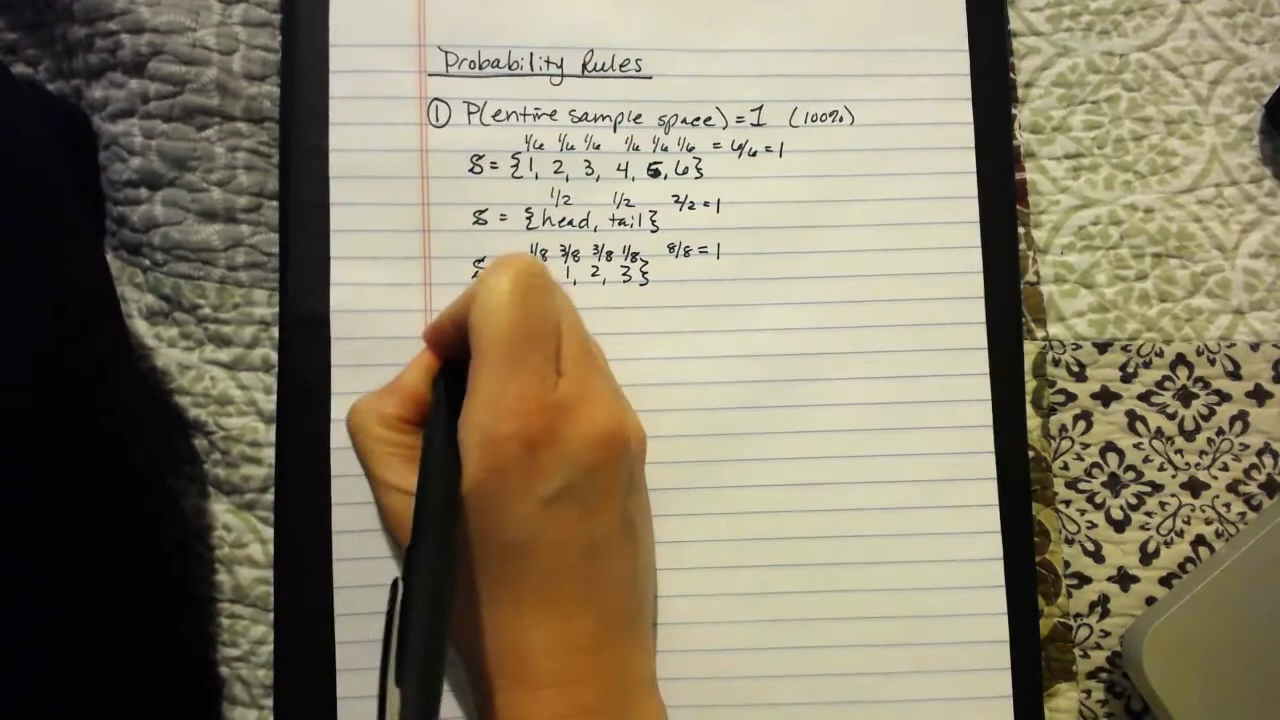 Probability Rules
① P(entire sample space) = 1 (100%)
1/6 1/6 1/6 1/6 1/6 1/6 = 6/6 = 1
S = {1, 2, 3, 4, 5, 6}
1/2 1/2 2/2 = 1
S = {head, tail}
1/8 3/8 3/8 1/8 8/8 = 1
S 1, 2, 3}